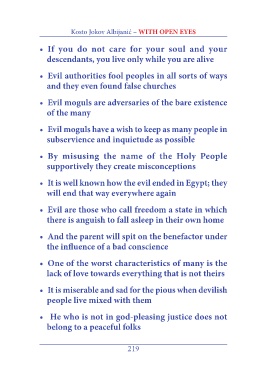 Kosto Jokov Albijanić – WITH OPEN EYES
• If you do not care for your soul and your
descendants, you live only while you are alive
• Evil authorities fool peoples in all sorts of ways
and they even found false churches
• Evil moguls are adversaries of the bare existence
of the many
• Evil moguls have a wish to keep as many people in
subservience and inquietude as possible
• By misusing the name of the Holy People
supportively they create misconceptions
• It is well known how the evil ended in Egypt; they
will end that way everywhere again
• Evil are those who call freedom a state in which
there is anguish to fall asleep in their own home
• And the parent will spit on the benefactor under
the influence of a bad conscience
• One of the worst characteristics of many is the
lack of love towards everything that is not theirs
• It is miserable and sad for the pious when devilish
people live mixed with them
• He who is not in god-pleasing justice does not
belong to a peaceful folks
219